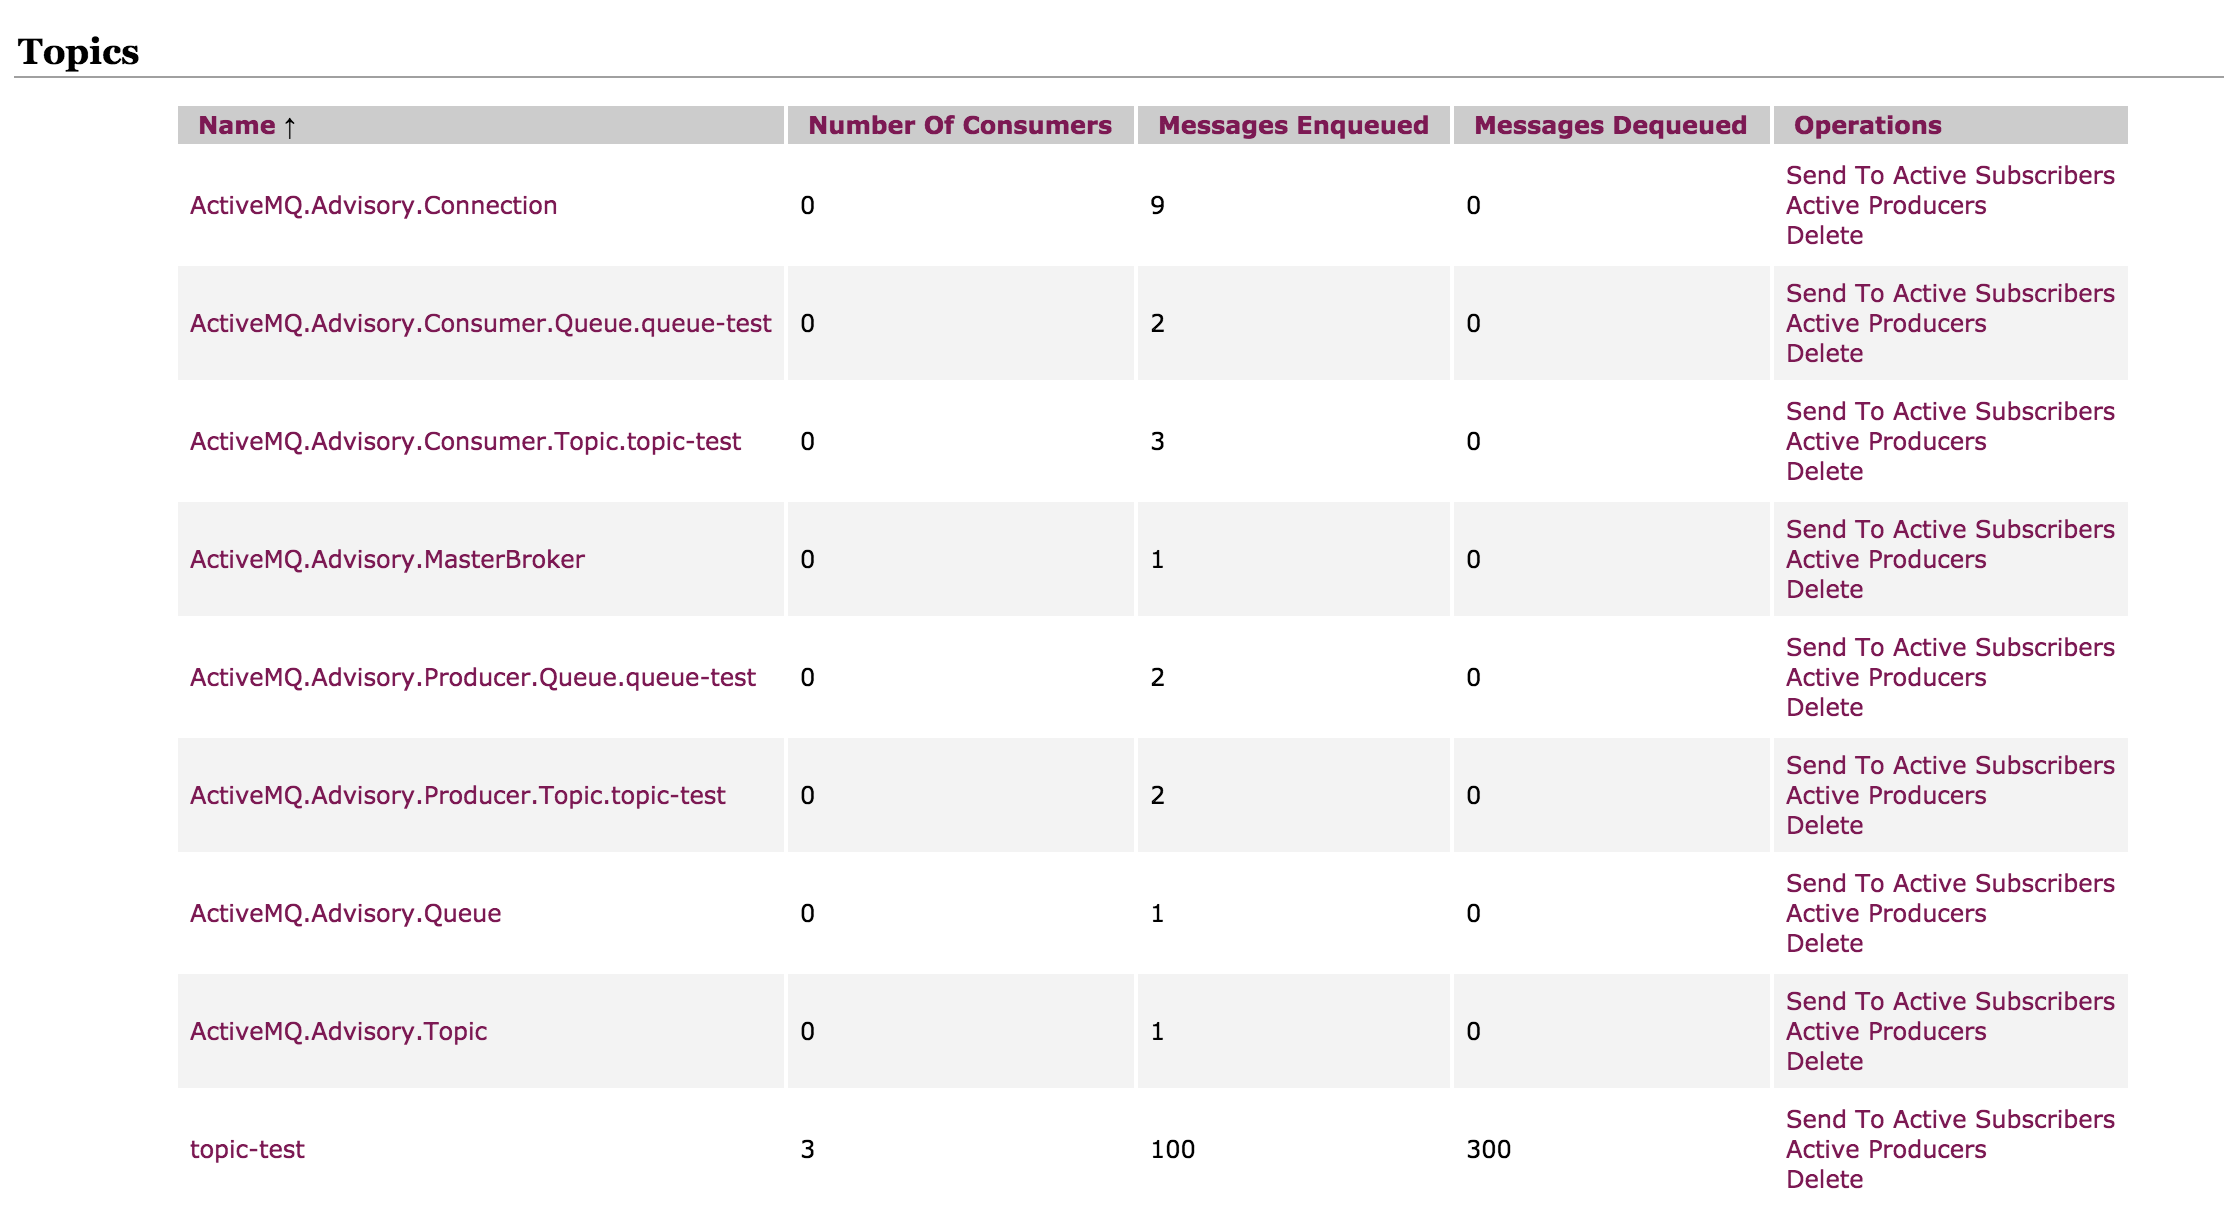 Topics
Name ↑ Number Of Consumers Messages Enqueued Messages Dequeued Operations
ActiveMQ.Advisory.Connection 0 9 0 Send To Active Subscribers
Active Producers
Delete
ActiveMQ.Advisory.Consumer.Queue.queue-test 0 2 0 Send To Active Subscribers
Active Producers
Delete
ActiveMQ.Advisory.Consumer.Topic.topic-test 0 3 0 Send To Active Subscribers
Active Producers
Delete
ActiveMQ.Advisory.MasterBroker 0 1 0 Send To Active Subscribers
Active Producers
Delete
ActiveMQ.Advisory.Producer.Queue.queue-test 0 2 0 Send To Active Subscribers
Active Producers
Delete
ActiveMQ.Advisory.Producer.Topic.topic-test 0 2 0 Send To Active Subscribers
Active Producers
Delete
ActiveMQ.Advisory.Queue 0 1 0 Send To Active Subscribers
Active Producers
Delete
ActiveMQ.Advisory.Topic 0 1 0 Send To Active Subscribers
Active Producers
Delete
topic-test 3 100 300 Send To Active Subscribers
Active Producers
Delete